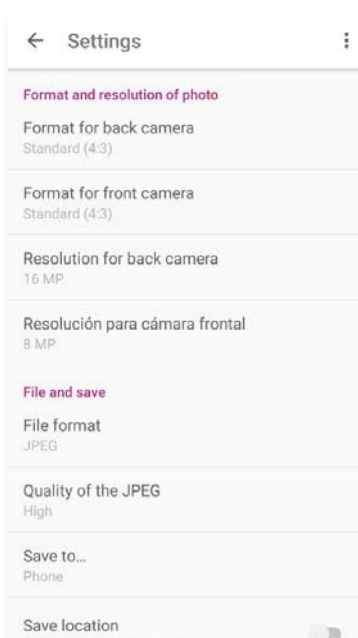 Settings
Format and resolution of photo
Format for back camera
Standard (4:3)
Format for front camera
Standard (4:3)
Resolution for back camera
16 MP
Resolución para cámara frontal
8 MP
File and save
File format
JPEG
Quality of the JPEG
High
Save to...
Phone
Save location